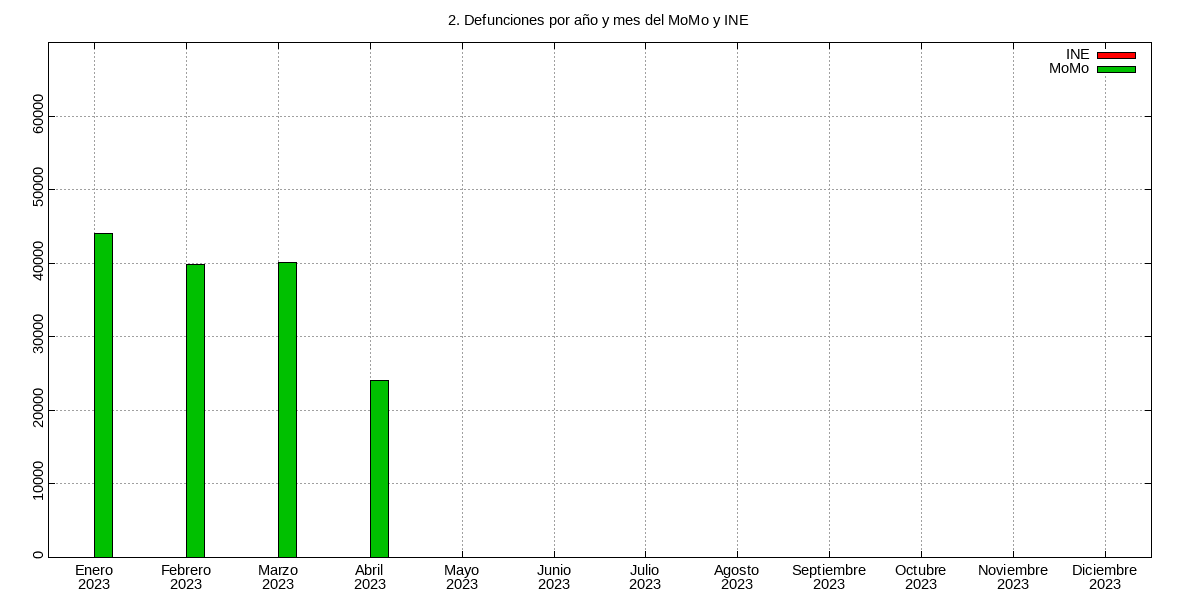 2. Defunciones por año y mes del MoMo y INE
INE
MoMo
60000
50000
40000
30000
20000
10000
0
Enero Febrero Marzo Abril Mayo Junio Julio Agosto Septiembre Octubre Noviembre Diciembre
2023 2023 2023 2023 2023 2023 2023 2023 2023 2023 2023 2023